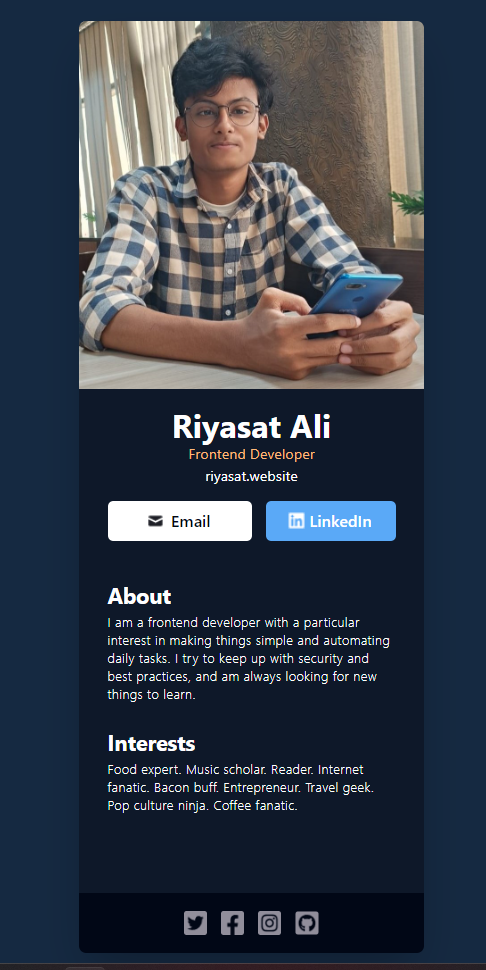 Riyasat Ali
Frontend Developer
riyasat.website
Email
LinkedIn
About
I am a frontend developer with a particular
interest in making things simple and automating
daily tasks. I try to keep up with security and
best practices, and am always looking for new
things to learn.
Interests
Food expert. Music scholar. Reader. Internet
fanatic. Bacon buff. Entrepreneur. Travel geek.
Pop culture ninja. Coffee fanatic.